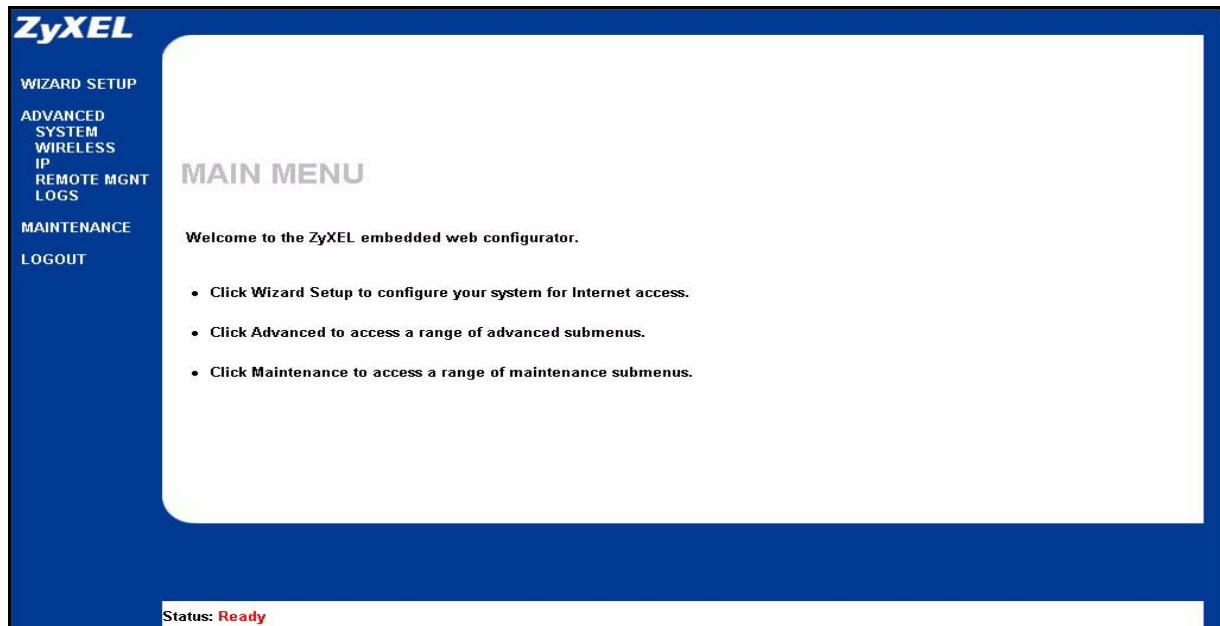 ZyXEL
WIZARD SETUP
ADVANCED
SYSTEM
WIRELESS
IP
REMOTE MGNT
LOGS
MAINTENANCE
LOGOUT
MAIN MENU
Welcome to the ZyXEL embedded web configurator.
• Click Wizard Setup to configure your system for Internet access.
• Click Advanced to access a range of advanced submenus.
• Click Maintenance to access a range of maintenance submenus.
Status: Ready